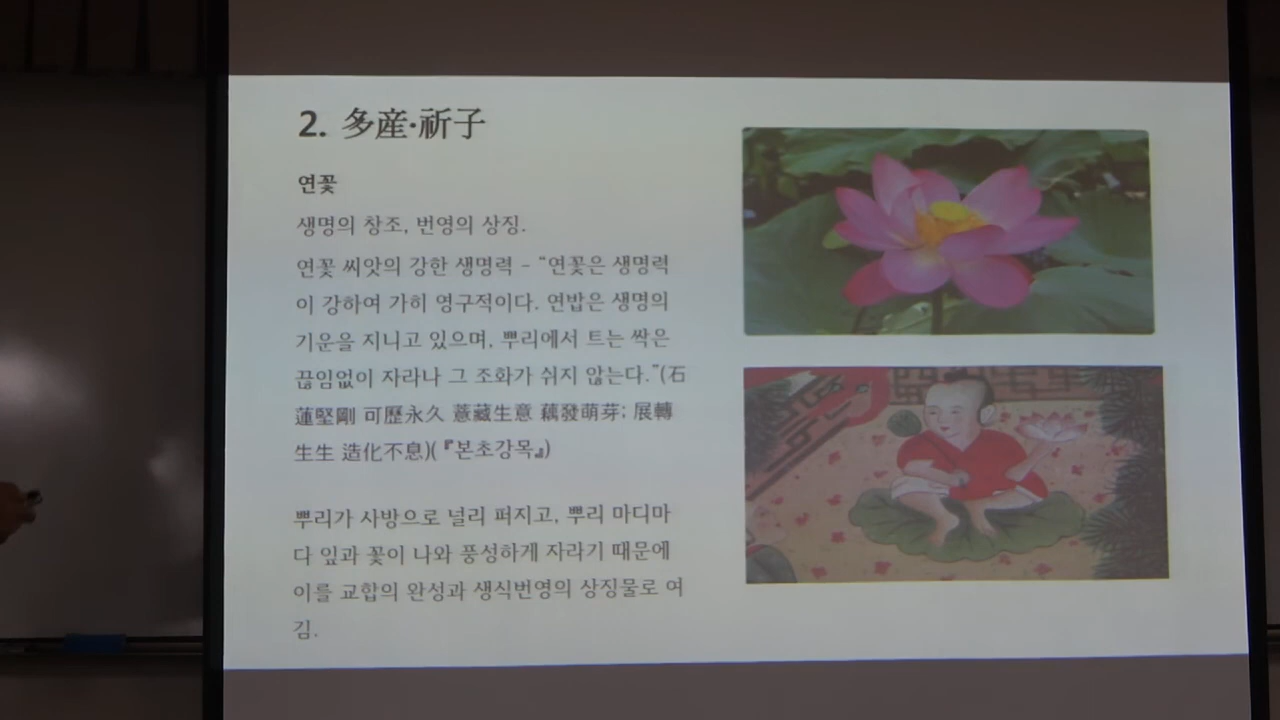 2. 多産·祈子
연꽃
생명의 창조, 번영의 상징.
연꽃 씨앗의 강한 생명력 - "연꽃은 생명력
이 강하여 가히 영구적이다. 연밥은 생명의
기운을 지니고 있으며, 뿌리에서 트는 싹은
끊임없이 자라나 그 조화가 쉬지 않는다."(石
蓮堅剛 可歷永久 薏藏生意 藕發萌芽; 展轉
生生 造化不息)(『본초강목』)
뿌리가 사방으로 널리 퍼지고, 뿌리 마디마
다 잎과 꽃이 나와 풍성하게 자라기 때문에
이를 교합의 완성과 생식번영의 상징물로 여
김.